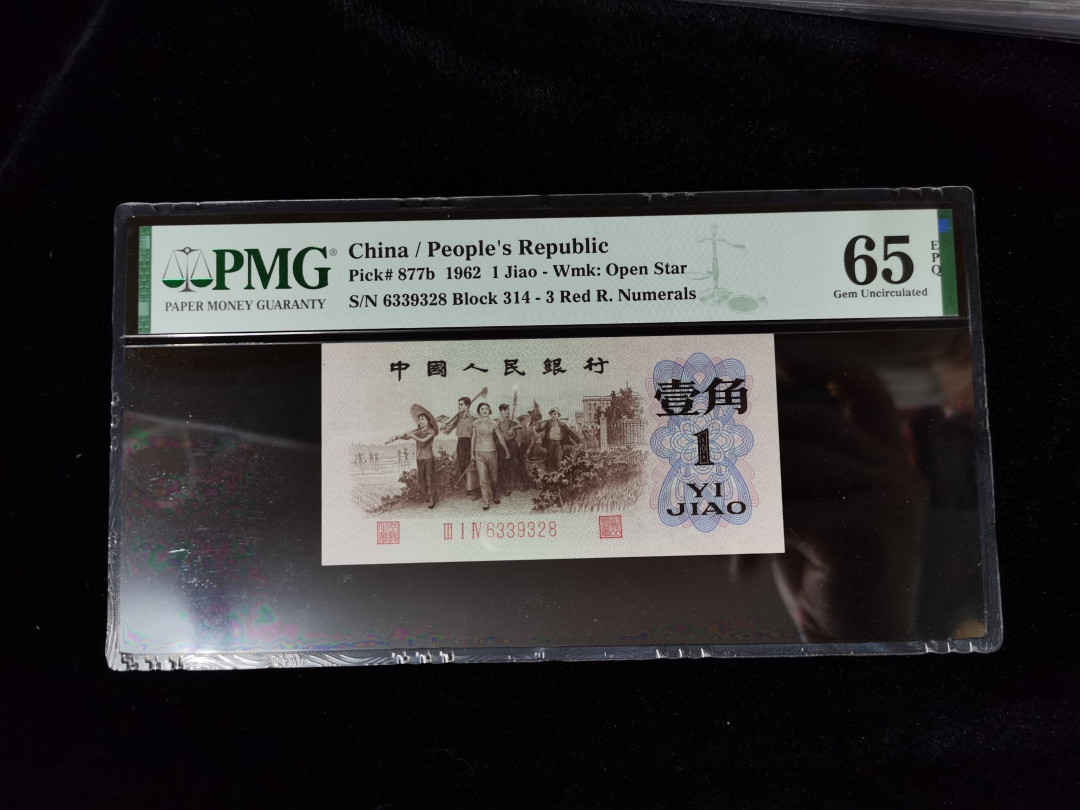 PMG®
PAPER MONEY GUARANTY
China / People's Republic
Pick# 877b 1962 1 Jiao - Wmk: Open Star
S/N 6339328 Block 314 - 3 Red R. Numerals
65
EPQ
Gem Uncirculated
中國人民銀行
壹角
1
YI
JIAO
Ⅲ Ⅰ Ⅳ 6339328